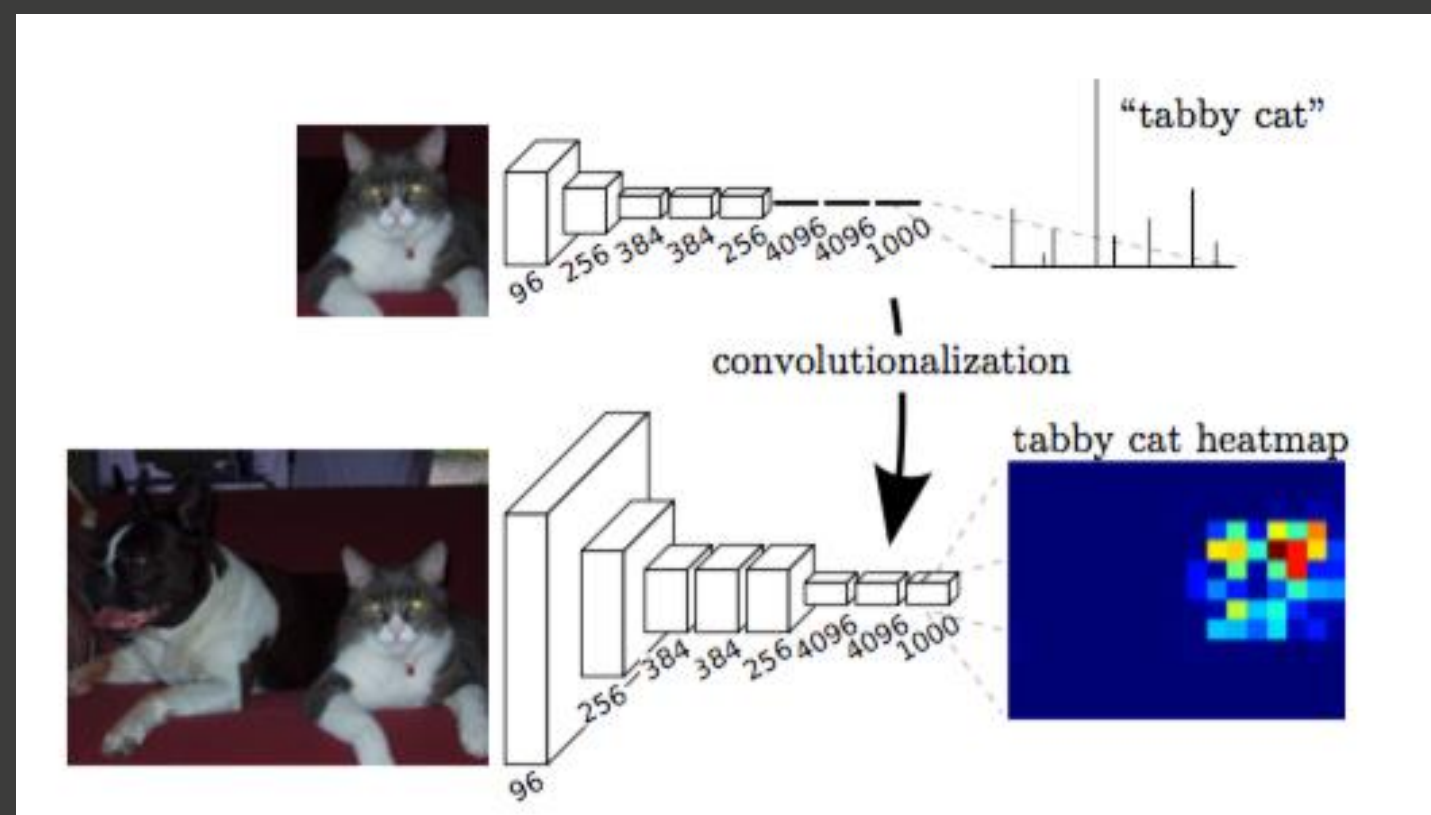 “tabby cat”
96 256 384 384 256 4096 4096 1000
convolutionalization
tabby cat heatmap
96 256 384 384 256 4096 4096 1000